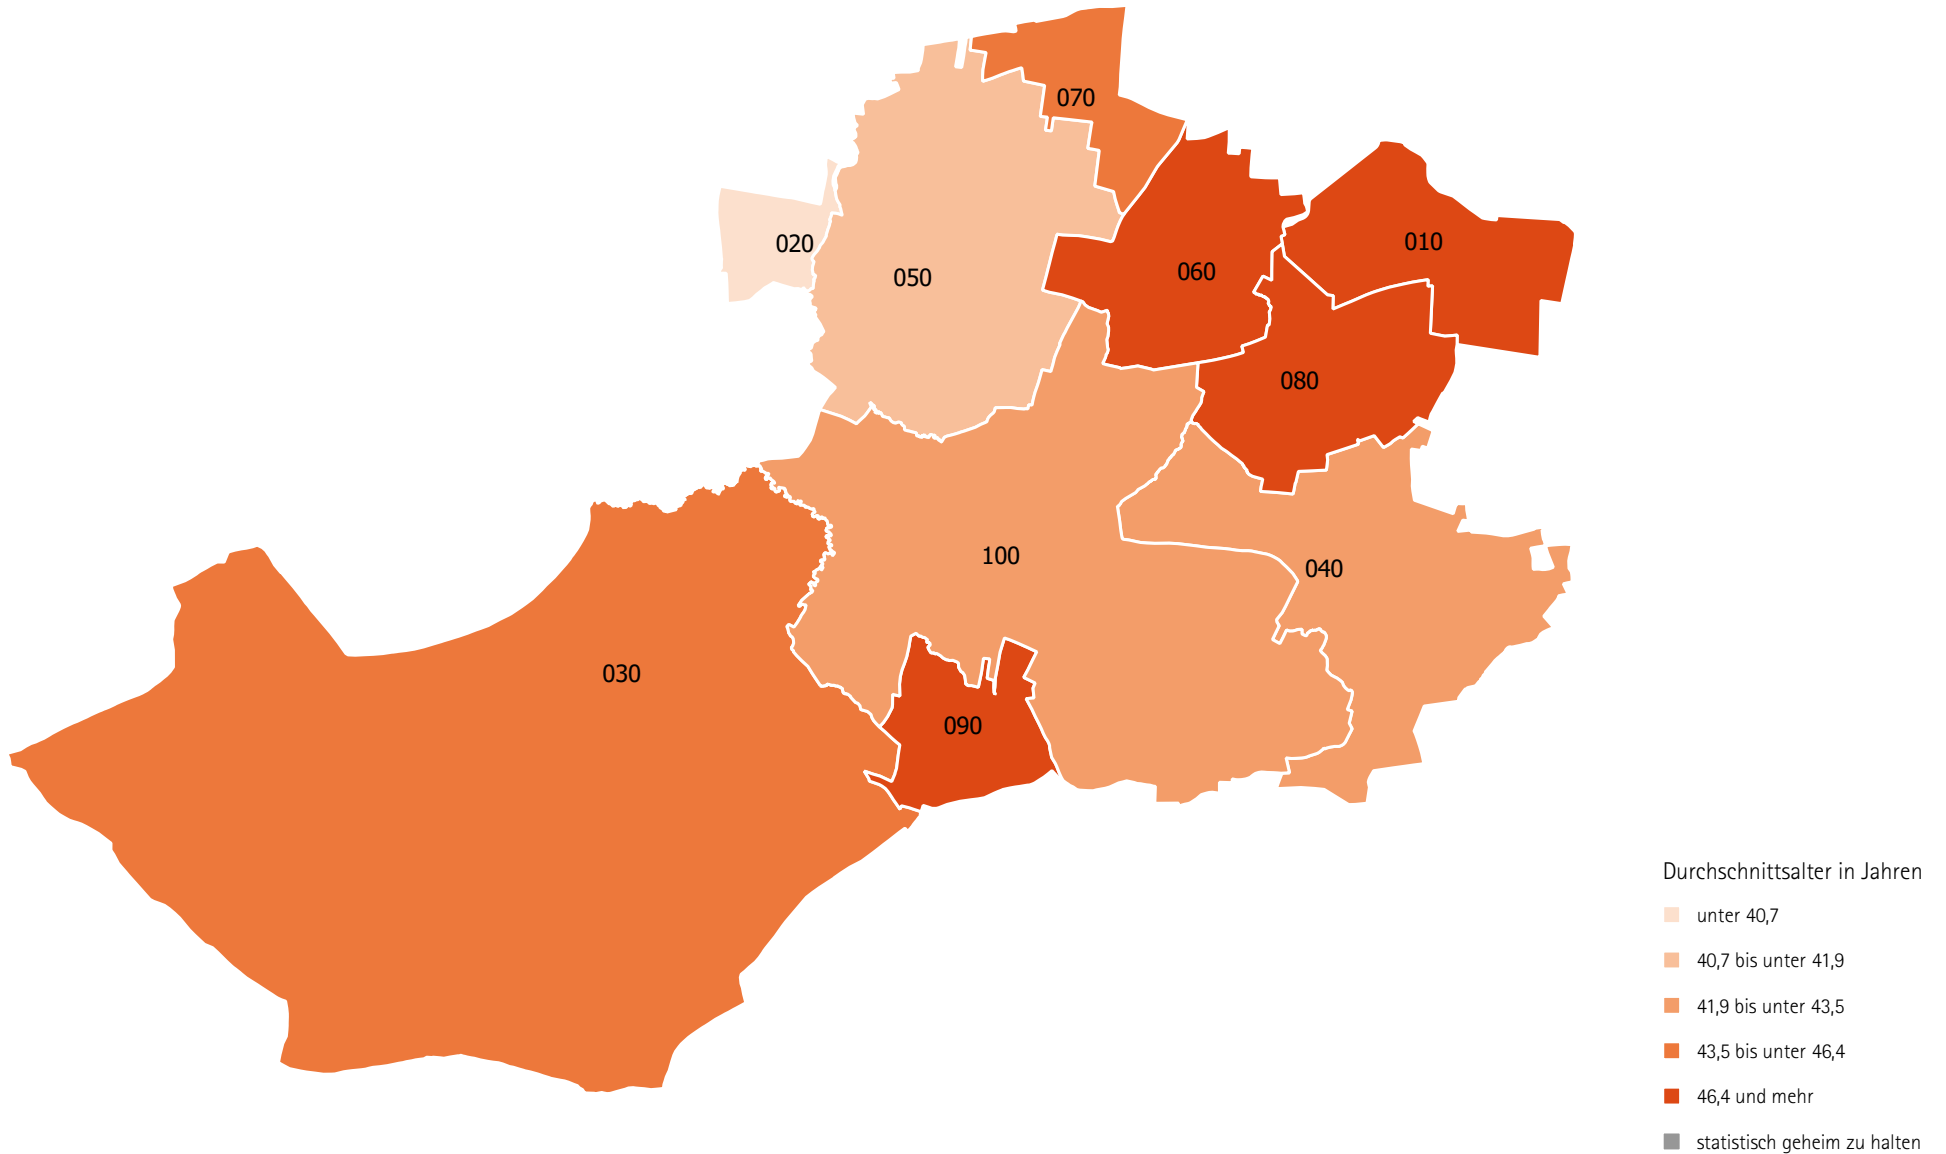 070
010
020
060
050
080
100
040
030
090
Durchschnittsalter in Jahren
unter 40,7
40,7 bis unter 41,9
41,9 bis unter 43,5
43,5 bis unter 46,4
46,4 und mehr
statistisch geheim zu halten